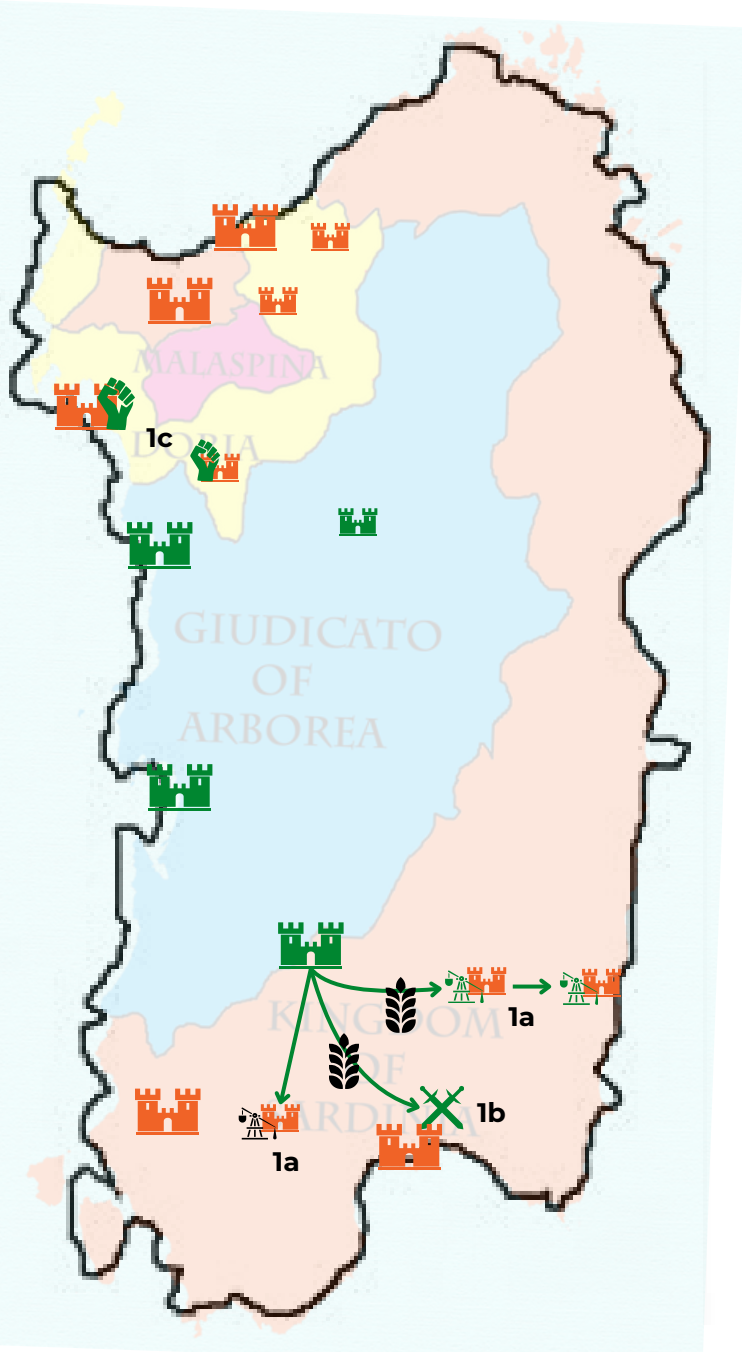 MALASPINA
1c
DORIA
GIUDICATO
OF
ARBOREA
KINGDOM
1a
OF
1b
SARDINIA
1a